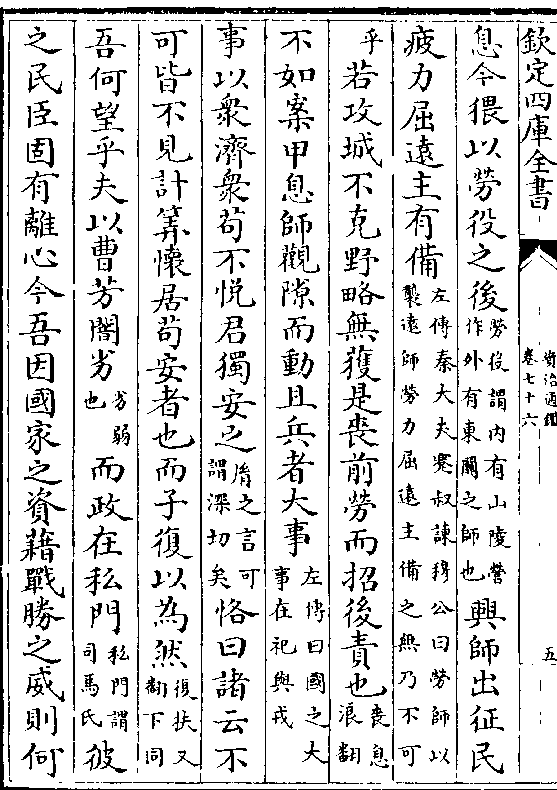 欽定四庫全書
資治通鑑
卷七十六
五
息今猥以勞役之後勞役謂内有山陵營作外有東關之師也興師出征民
疲力屈遠主有備左傳秦大夫蹇叔諫穆公曰勞師以襲遠師勞力屈遠主備之無乃不可
乎若攻城不克野略無獲是喪前勞而招後責也喪息浪翻
不如案甲息師觀隙而動且兵者大事左傳曰國之大事在祀與戎
事以衆濟衆苟不悦君獨安之胤之言可謂深切矣恪曰諸云不
可皆不見計筭懷居苟安者也而子復以為然復扶又翻下同
吾何望乎夫以曹芳闇劣劣弱也而政在私門私門謂司馬氏彼
之民臣固有離心今吾因國家之資藉戰勝之威則何